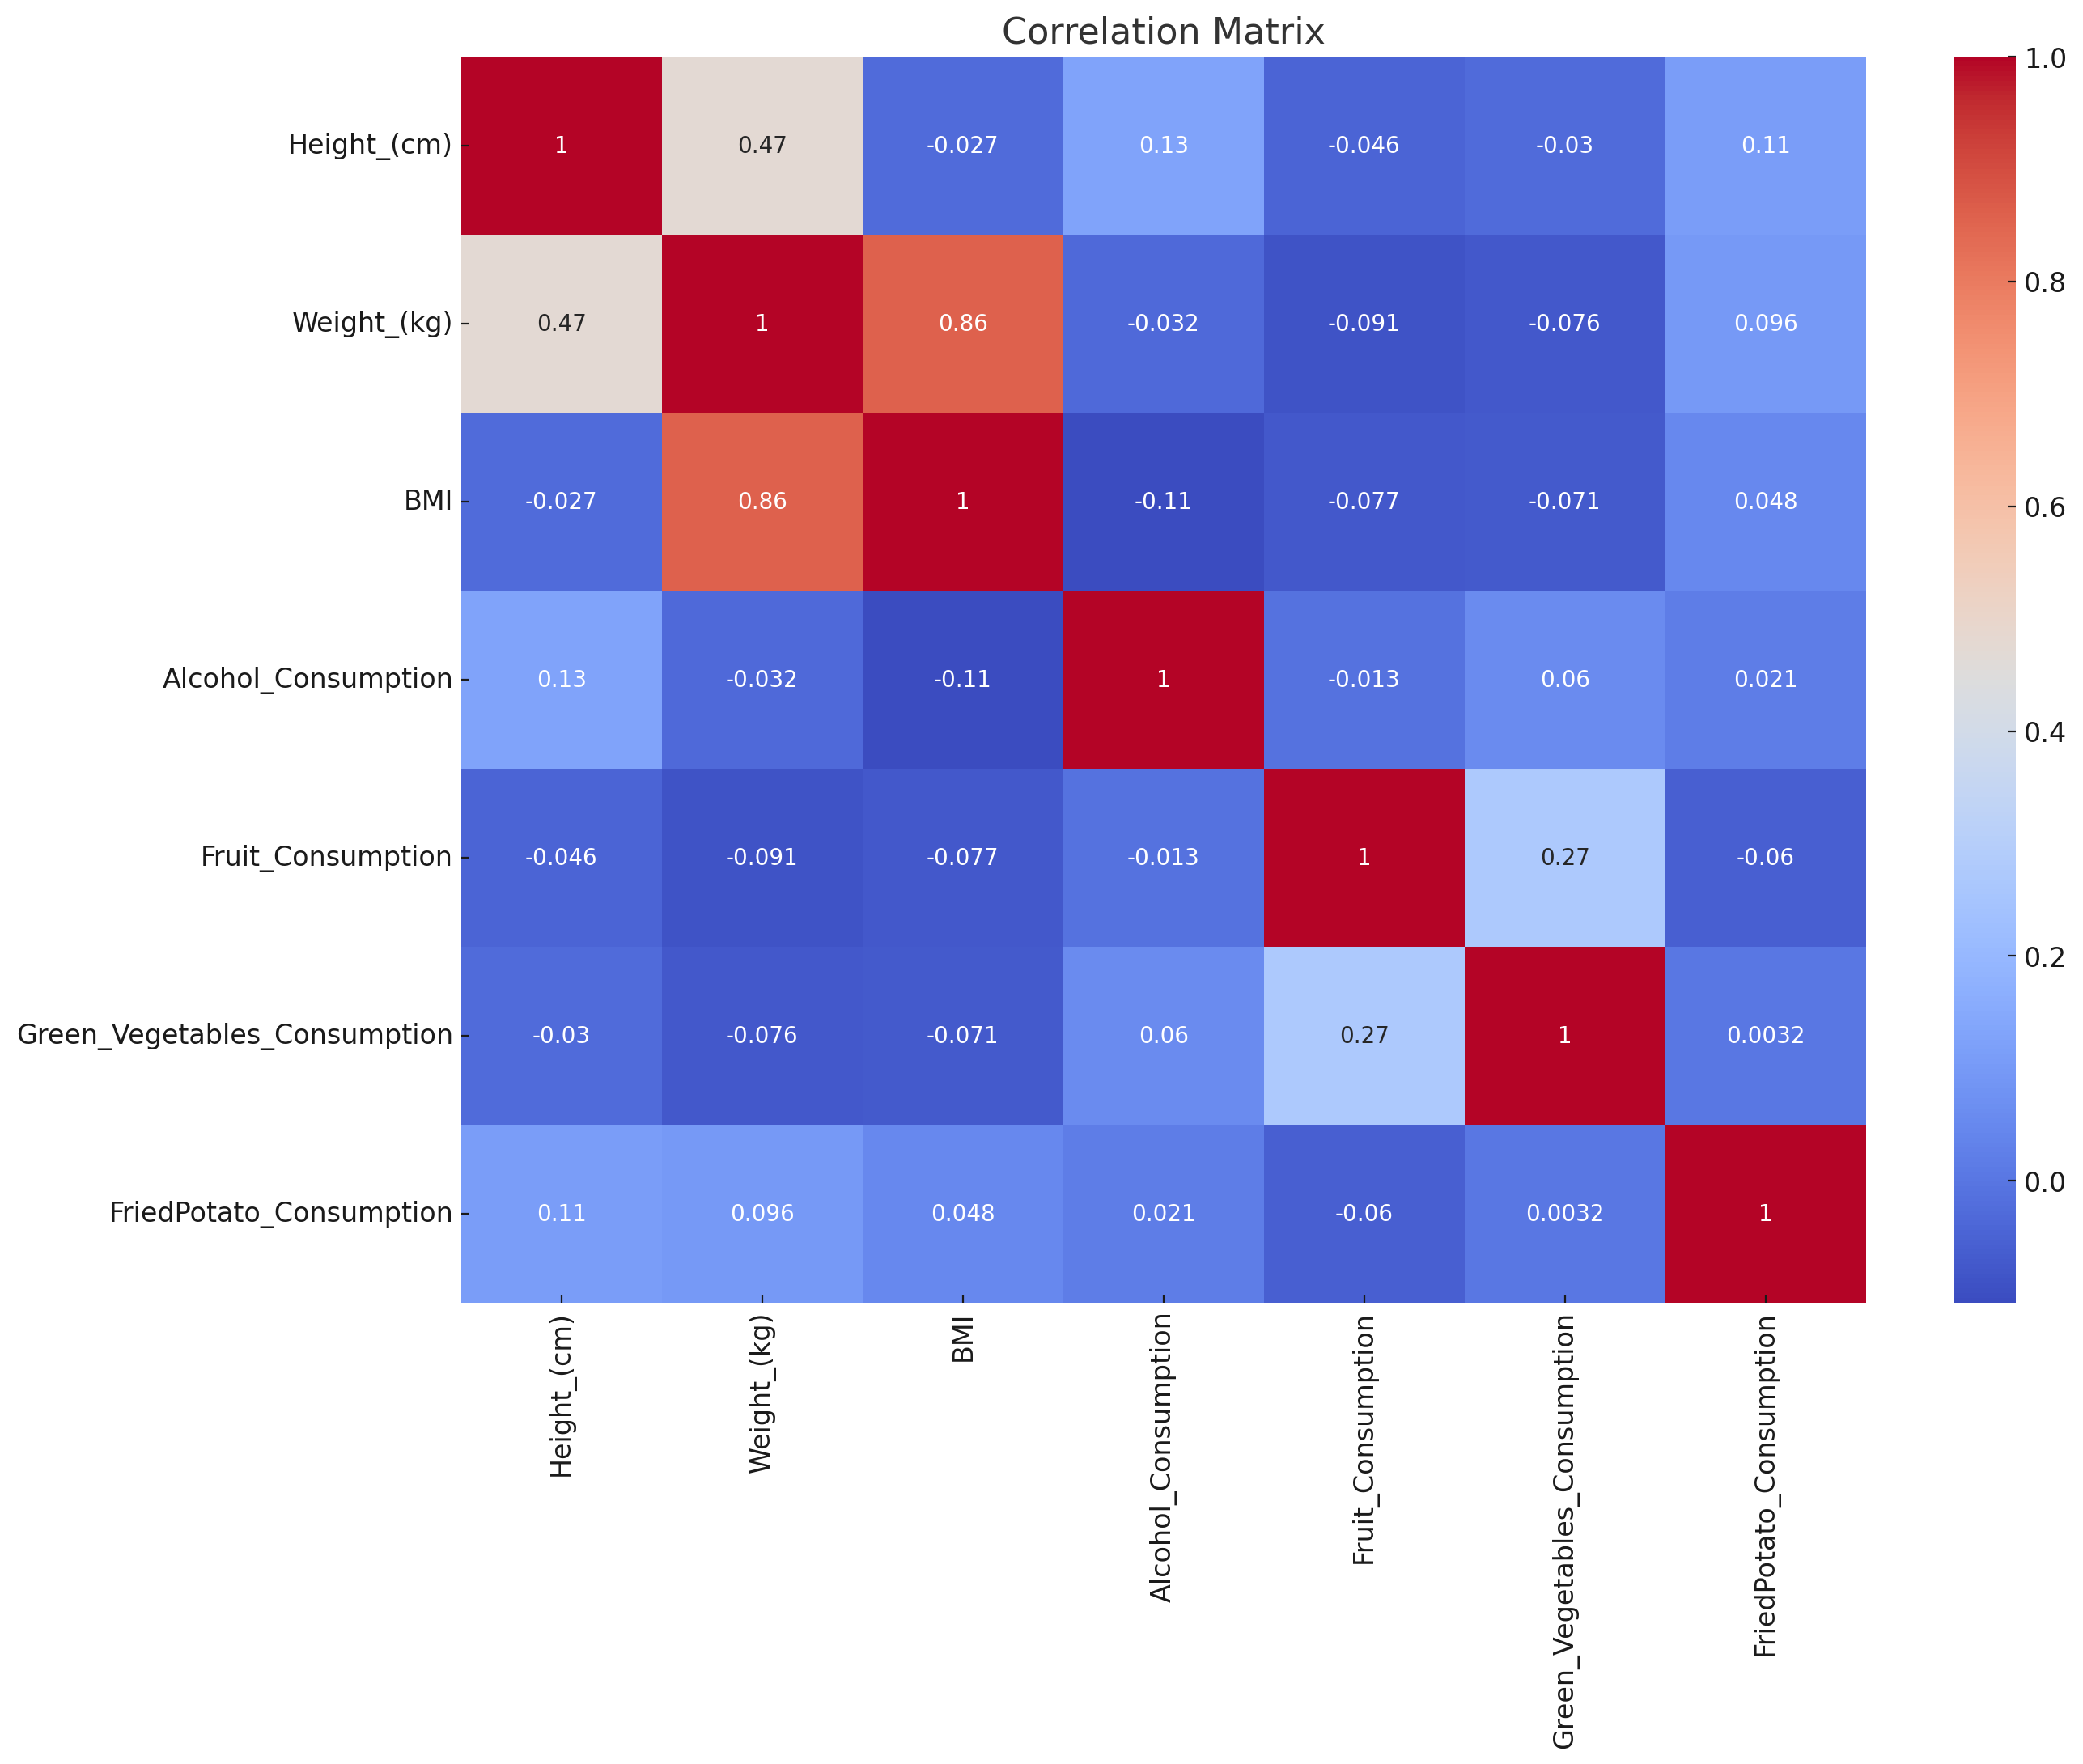 Correlation Matrix
Height_(cm) 1 0.47 -0.027 0.13 -0.046 -0.03 0.11
Weight_(kg) 0.47 1 0.86 -0.032 -0.091 -0.076 0.096
BMI -0.027 0.86 1 -0.11 -0.077 -0.071 0.048
Alcohol_Consumption 0.13 -0.032 -0.11 1 -0.013 0.06 0.021
Fruit_Consumption -0.046 -0.091 -0.077 -0.013 1 0.27 -0.06
Green_Vegetables_Consumption -0.03 -0.076 -0.071 0.06 0.27 1 0.0032
FriedPotato_Consumption 0.11 0.096 0.048 0.021 -0.06 0.0032 1
Height_(cm)
Weight_(kg)
BMI
Alcohol_Consumption
Fruit_Consumption
Green_Vegetables_Consumption
FriedPotato_Consumption
1.0
0.8
0.6
0.4
0.2
0.0